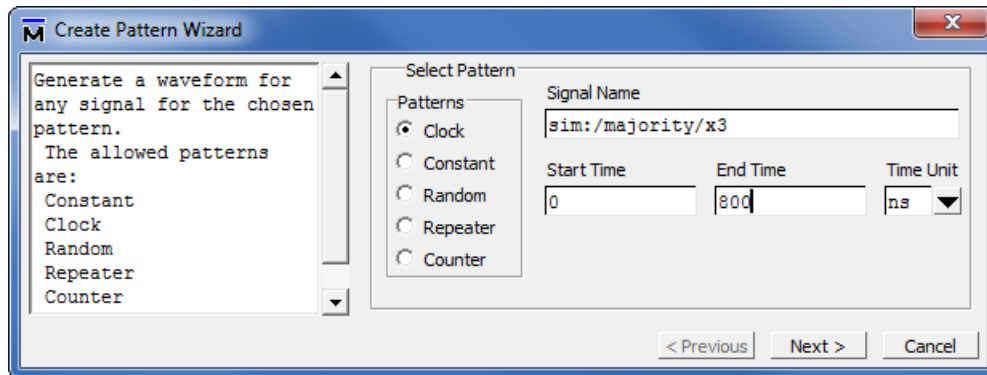 Create Pattern Wizard
Generate a waveform for
any signal for the chosen
pattern.
The allowed patterns
are:
Constant
Clock
Random
Repeater
Counter
Select Pattern
Patterns
Clock
Constant
Random
Repeater
Counter
Signal Name
sim:/majority/x3
Start Time End Time Time Unit
0 800 ns
< Previous Next > Cancel